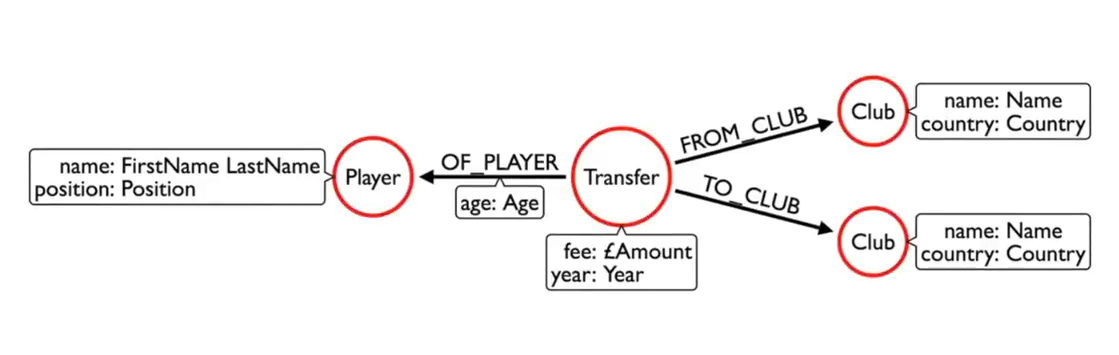 name: FirstName LastName
position: Position
Player
OF_PLAYER
age: Age
Transfer
fee: £Amount
year: Year
FROM_CLUB
Club
name: Name
country: Country
TO_CLUB
Club
name: Name
country: Country